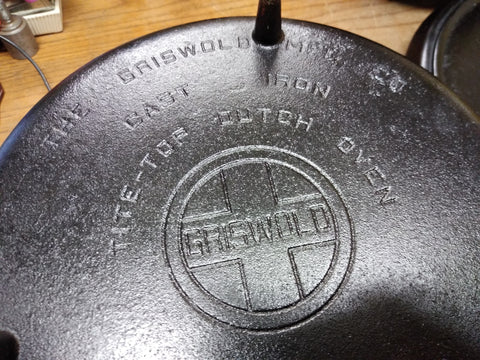 THE GRISWOLD MFG. CO
CAST IRON
TITE-TOP DUTCH OVEN
GRISWOLD